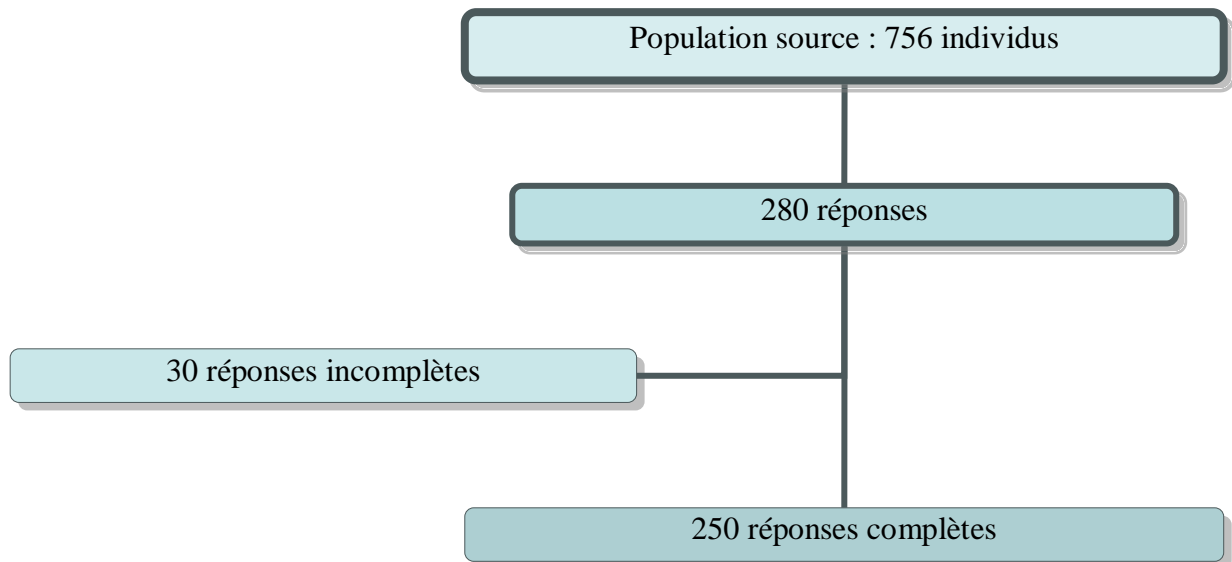 Population source : 756 individus
280 réponses
30 réponses incomplètes
250 réponses complètes